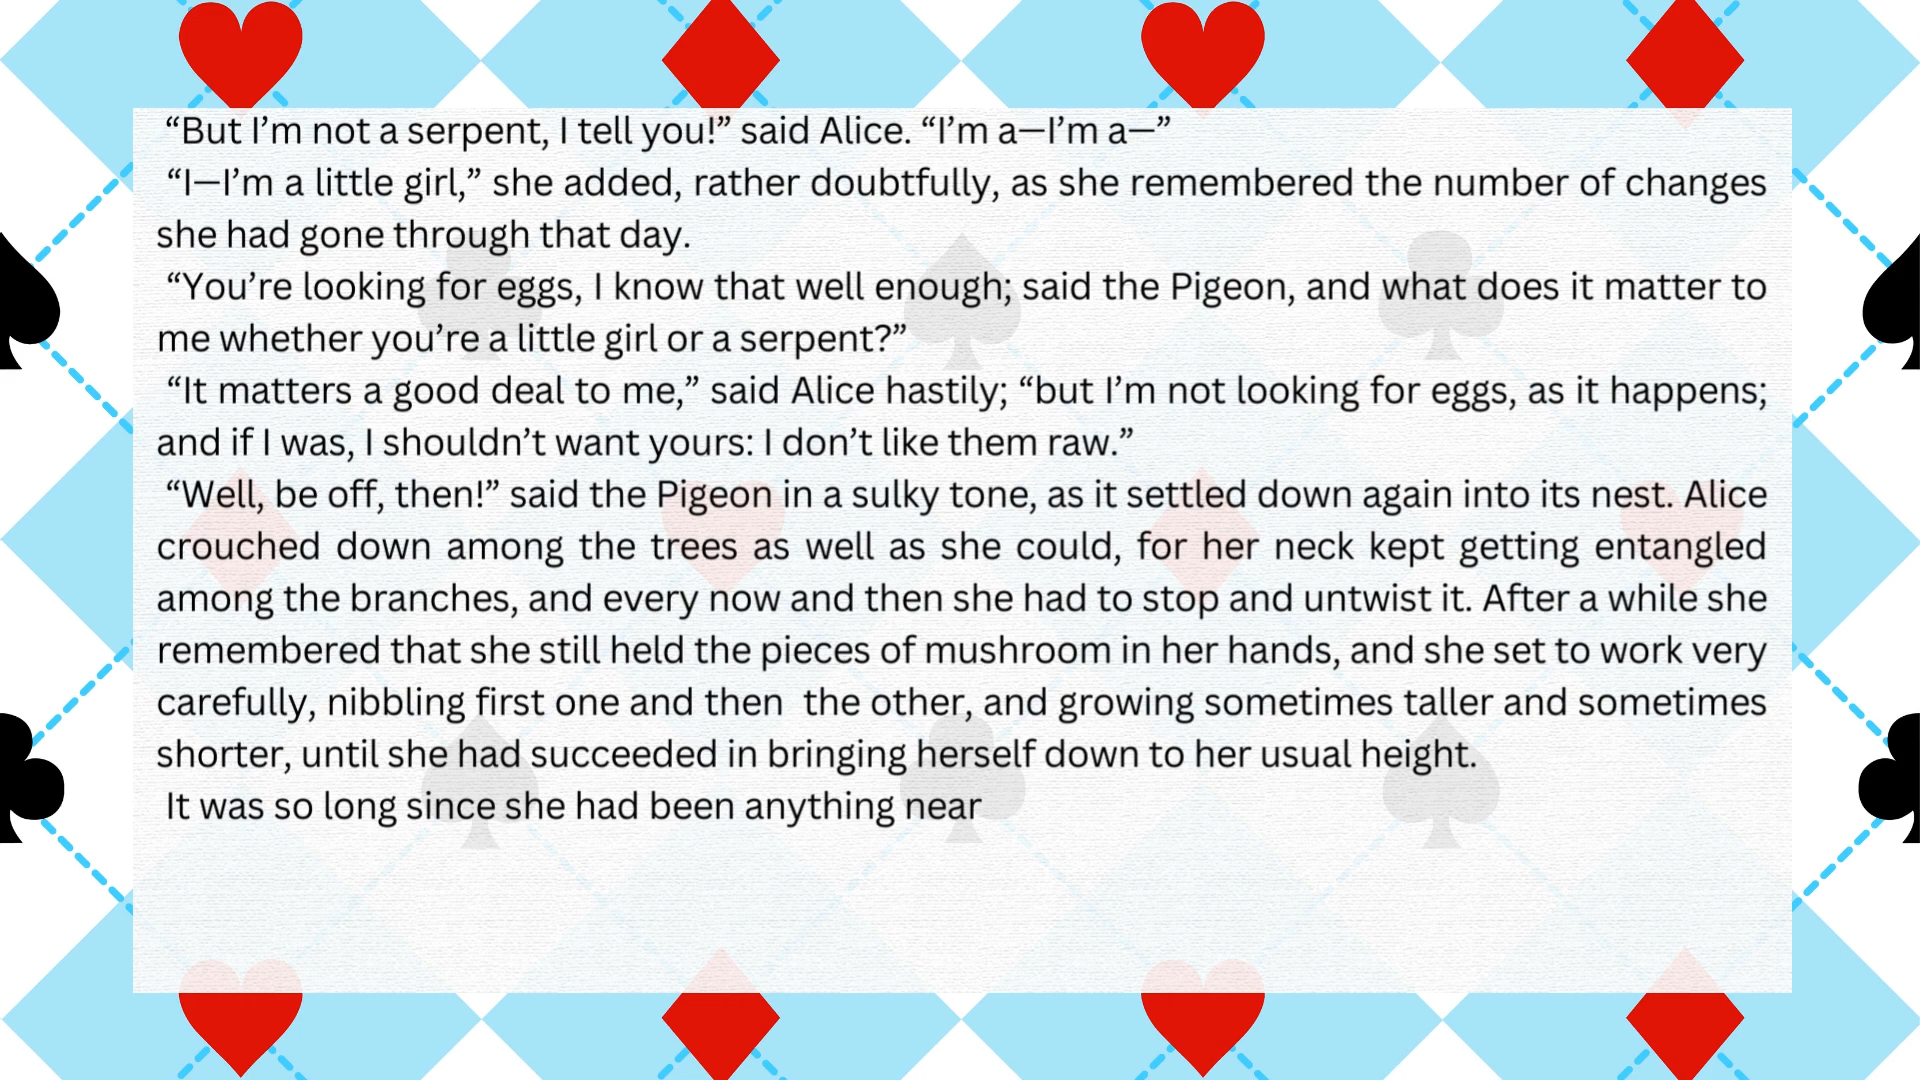 “But I’m not a serpent, I tell you!” said Alice. “I’m a—I’m a—”
“I—I’m a little girl,” she added, rather doubtfully, as she remembered the number of changes
she had gone through that day.
“You’re looking for eggs, I know that well enough; said the Pigeon, and what does it matter to
me whether you’re a little girl or a serpent?”
“It matters a good deal to me,” said Alice hastily; “but I’m not looking for eggs, as it happens;
and if I was, I shouldn’t want yours: I don’t like them raw.”
“Well, be off, then!” said the Pigeon in a sulky tone, as it settled down again into its nest. Alice
crouched down among the trees as well as she could, for her neck kept getting entangled
among the branches, and every now and then she had to stop and untwist it. After a while she
remembered that she still held the pieces of mushroom in her hands, and she set to work very
carefully, nibbling first one and then  the other, and growing sometimes taller and sometimes
shorter, until she had succeeded in bringing herself down to her usual height.
It was so long since she had been anything near